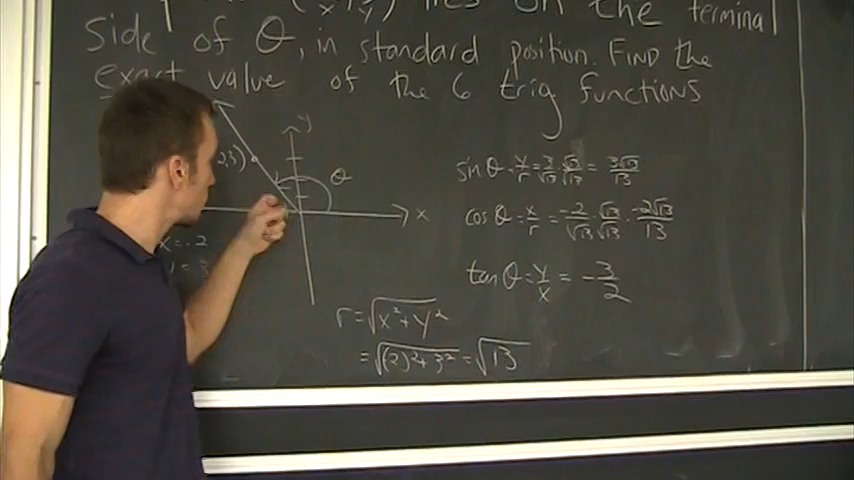 lies on the terminal
side of θ, in standard position. Find the
exact value of the 6 trig functions
y
2,3)
θ
x
x = -2
y = 3
sin θ = y/r = 3/√13 √13/√13 = 3√13/13
cos θ = x/r = -2/√13 · √13/√13 = -2√13/13
tan θ = y/x = -3/2
r = √x² + y²
= √(2)² + 3² = √13